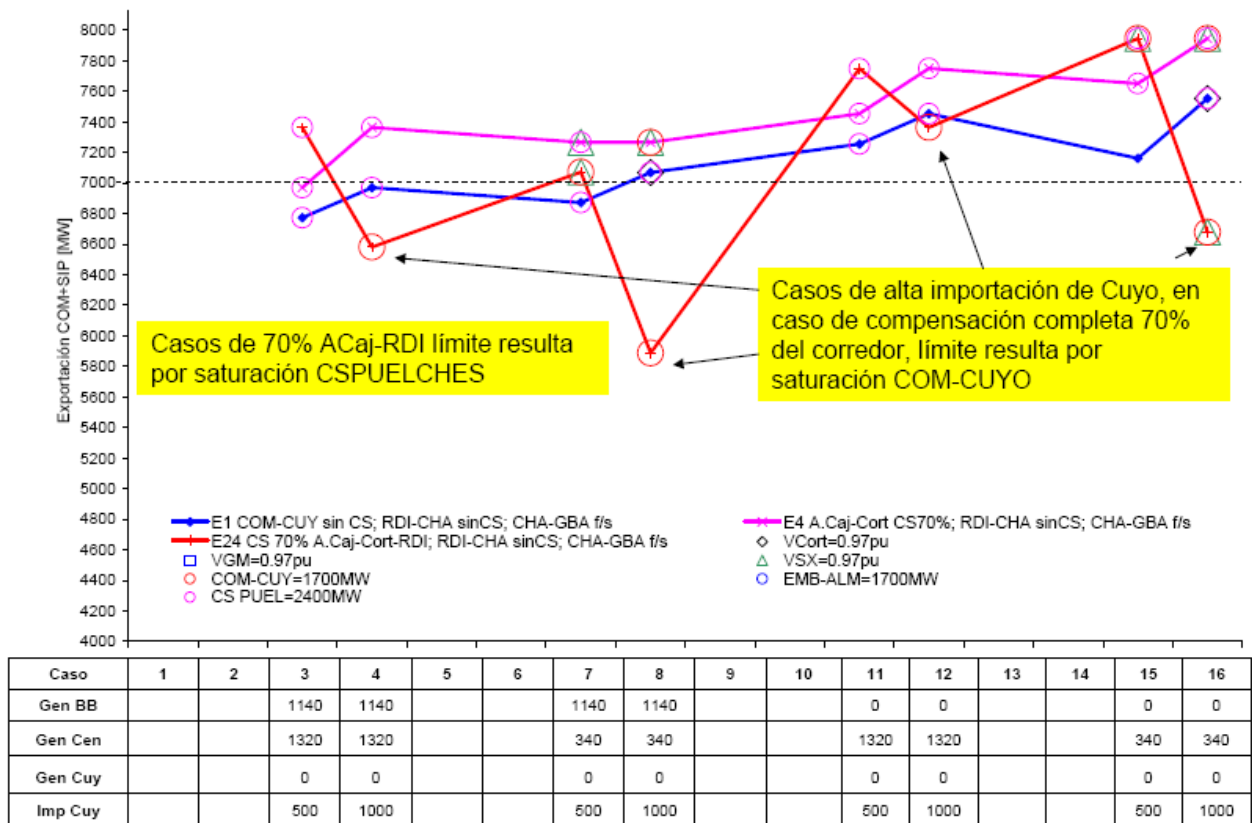 8000
7800
7600
7400
7200
7000
6800
6600
6400
6200
6000
5800
5600
5400
5200
5000
4800
4600
4400
4200
4000
Exportación COM+SIP [MW]
Casos de 70% ACaj-RDI límite resulta
por saturación CSPUELCHES
Casos de alta importación de Cuyo, en
caso de compensación completa 70%
del corredor, límite resulta por
saturación COM-CUYO
E1 COM-CUY sin CS; RDI-CHA sinCS; CHA-GBA f/s
E4 A.Caj-Cort CS70%; RDI-CHA sinCS; CHA-GBA f/s
E24 CS 70% A.Caj-Cort-RDI; RDI-CHA sinCS; CHA-GBA f/s
VCort=0.97pu
VGM=0.97pu
VSX=0.97pu
COM-CUY=1700MW
EMB-ALM=1700MW
CS PUEL=2400MW
Caso 1 2 3 4 5 6 7 8 9 10 11 12 13 14 15 16
Gen BB 1140 1140 1140 1140 0 0 0 0
Gen Cen 1320 1320 340 340 1320 1320 340 340
Gen Cuy 0 0 0 0 0 0 0 0
Imp Cuy 500 1000 500 1000 500 1000 500 1000